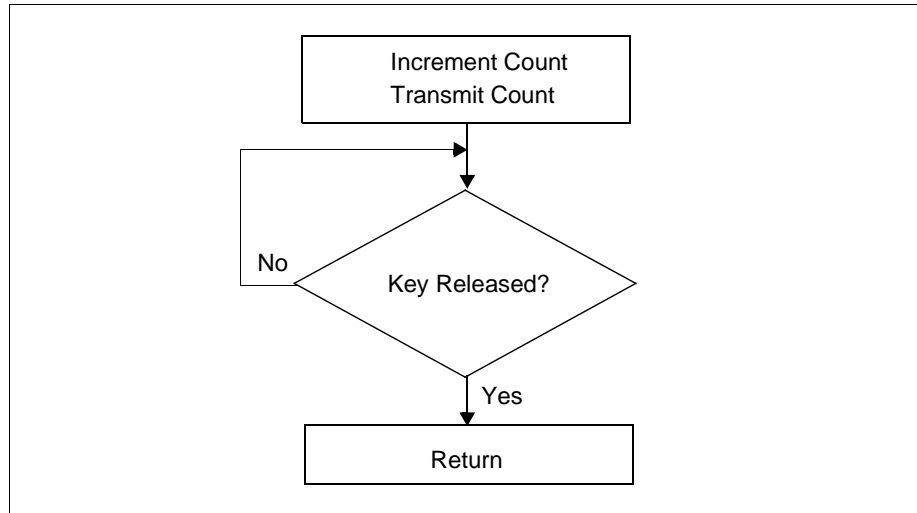 Increment Count
Transmit Count
No
Key Released?
Yes
Return